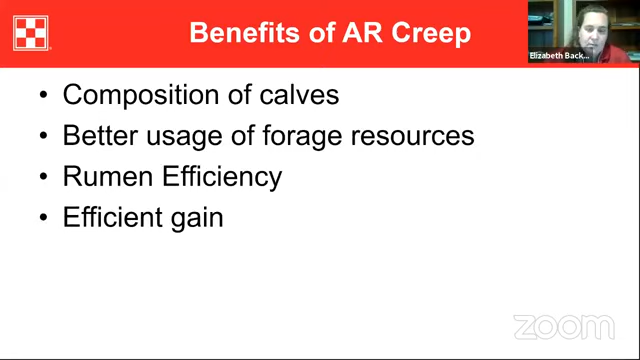 Benefits of AR Creep
Elizabeth Back...
• Composition of calves
• Better usage of forage resources
• Rumen Efficiency
• Efficient gain
zoom